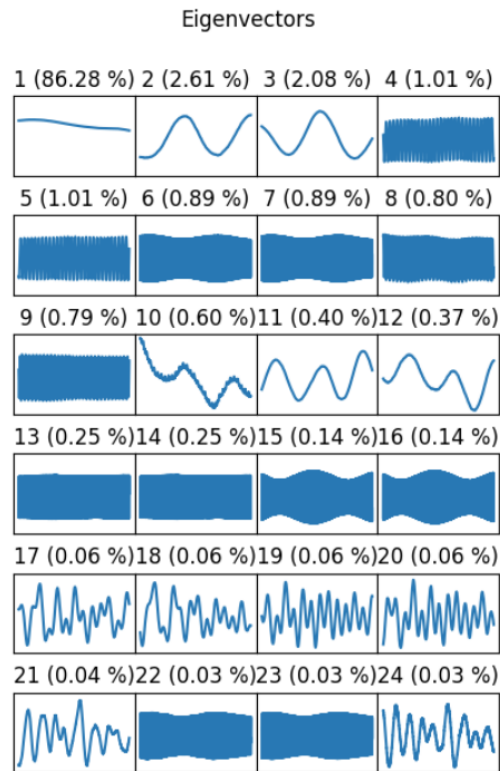 Eigenvectors
1 (86.28 %) 2 (2.61 %) 3 (2.08 %) 4 (1.01 %)
5 (1.01 %) 6 (0.89 %) 7 (0.89 %) 8 (0.80 %)
9 (0.79 %) 10 (0.60 %) 11 (0.40 %) 12 (0.37 %)
13 (0.25 %) 14 (0.25 %) 15 (0.14 %) 16 (0.14 %)
17 (0.06 %) 18 (0.06 %) 19 (0.06 %) 20 (0.06 %)
21 (0.04 %) 22 (0.03 %) 23 (0.03 %) 24 (0.03 %)